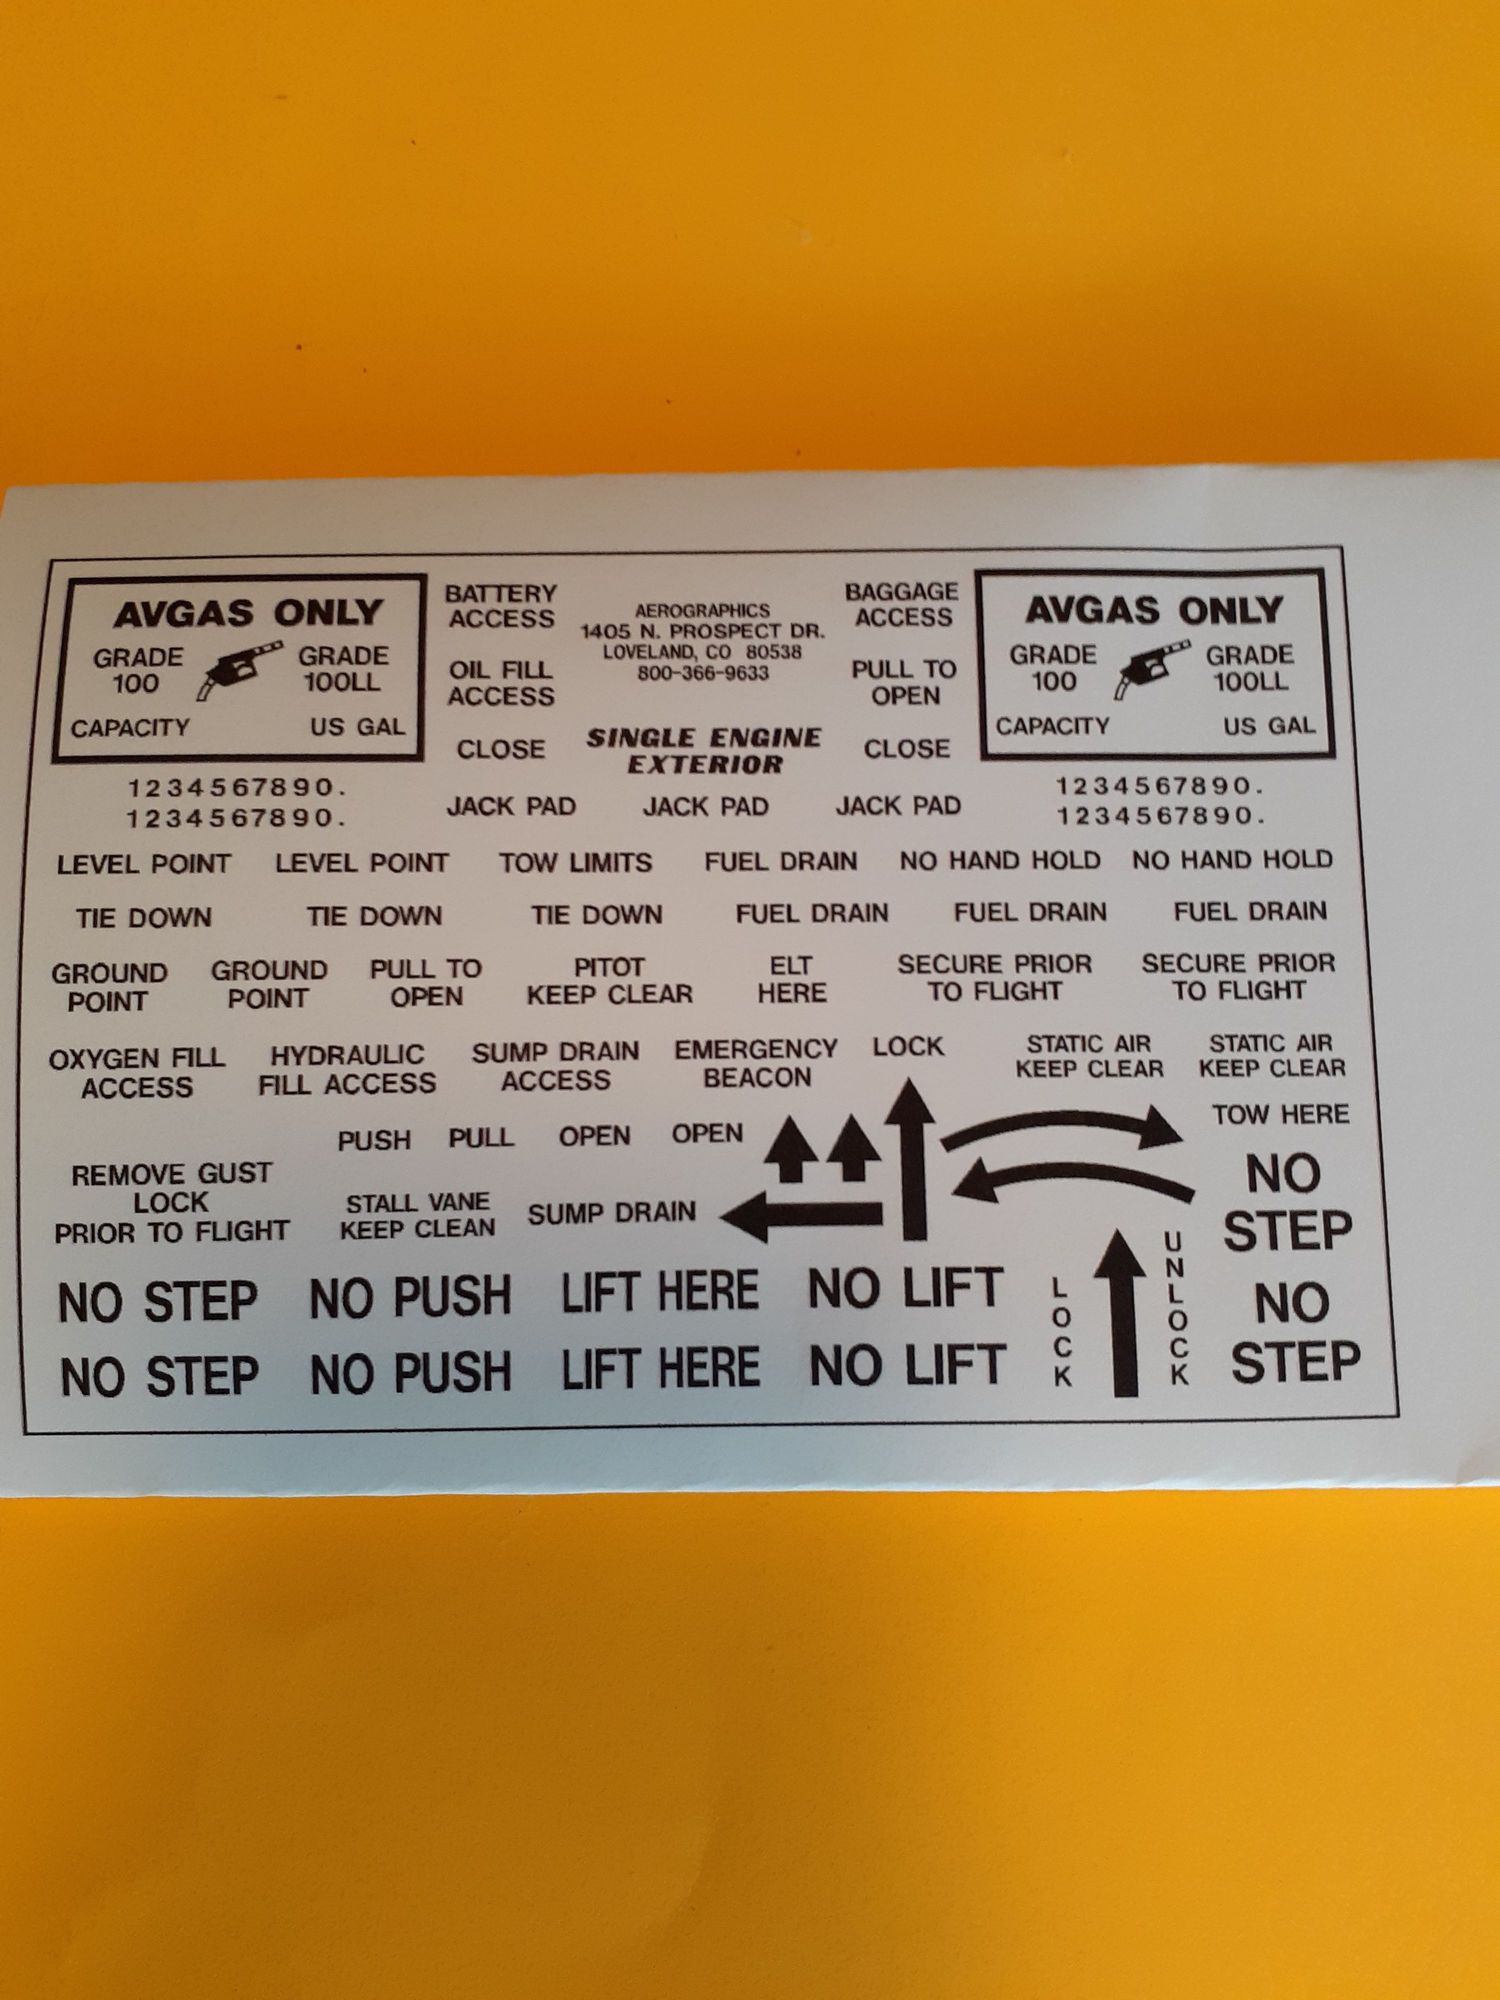 AVGAS ONLY
GRADE 100 GRADE 100LL
CAPACITY US GAL
1234567890.
1234567890.
BATTERY
ACCESS
OIL FILL
ACCESS
CLOSE
AEROGRAPHICS
1405 N. PROSPECT DR.
LOVELAND, CO 80538
800-366-9633
SINGLE ENGINE
EXTERIOR
BAGGAGE
ACCESS
PULL TO
OPEN
CLOSE
AVGAS ONLY
GRADE 100 GRADE 100LL
CAPACITY US GAL
1234567890.
1234567890.
JACK PAD JACK PAD JACK PAD
LEVEL POINT LEVEL POINT TOW LIMITS FUEL DRAIN NO HAND HOLD NO HAND HOLD
TIE DOWN TIE DOWN TIE DOWN FUEL DRAIN FUEL DRAIN FUEL DRAIN
GROUND
POINT
GROUND
POINT
PULL TO
OPEN
PITOT
KEEP CLEAR
ELT
HERE
SECURE PRIOR
TO FLIGHT
SECURE PRIOR
TO FLIGHT
OXYGEN FILL
ACCESS
HYDRAULIC
FILL ACCESS
SUMP DRAIN
ACCESS
EMERGENCY
BEACON
LOCK
STATIC AIR
KEEP CLEAR
STATIC AIR
KEEP CLEAR
PUSH PULL OPEN OPEN
TOW HERE
REMOVE GUST
LOCK
PRIOR TO FLIGHT
STALL VANE
KEEP CLEAN
SUMP DRAIN
NO
STEP
NO STEP NO PUSH LIFT HERE NO LIFT
NO STEP NO PUSH LIFT HERE NO LIFT
LOCK
UNLOCK
NO
STEP